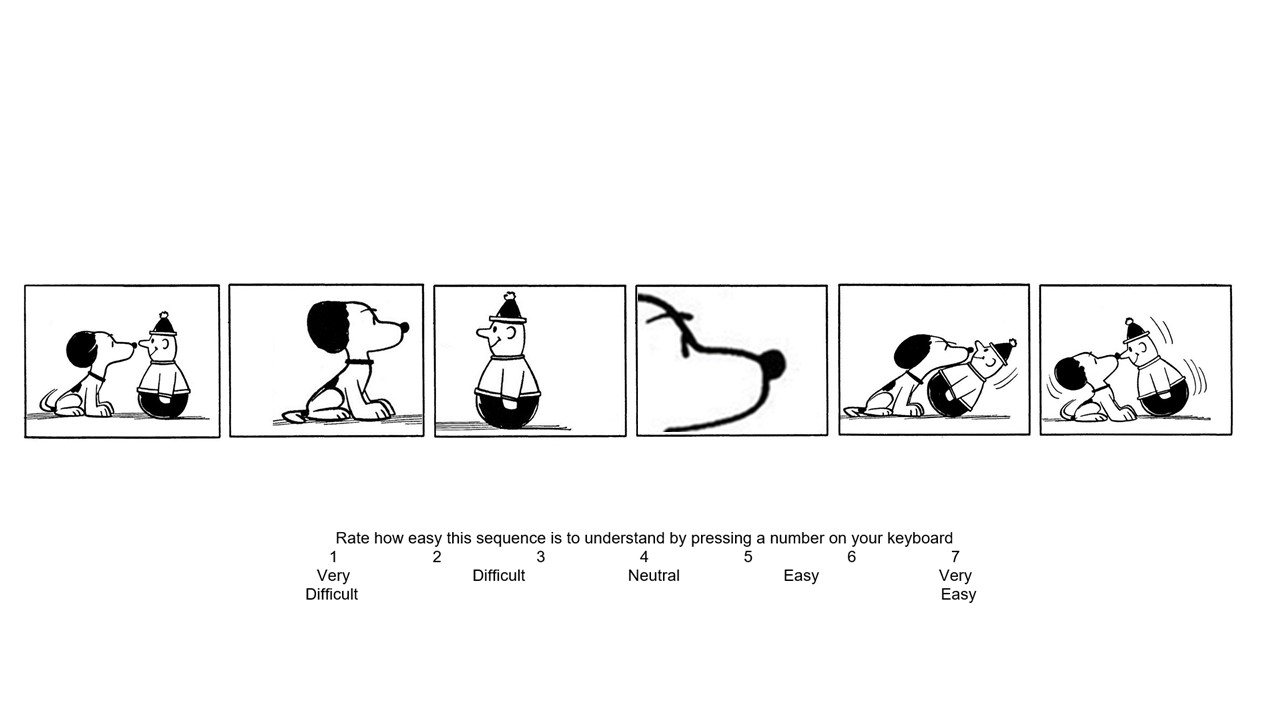 Rate how easy this sequence is to understand by pressing a number on your keyboard
1 2 3 4 5 6 7
Very Difficult Neutral Easy Very
Difficult Easy